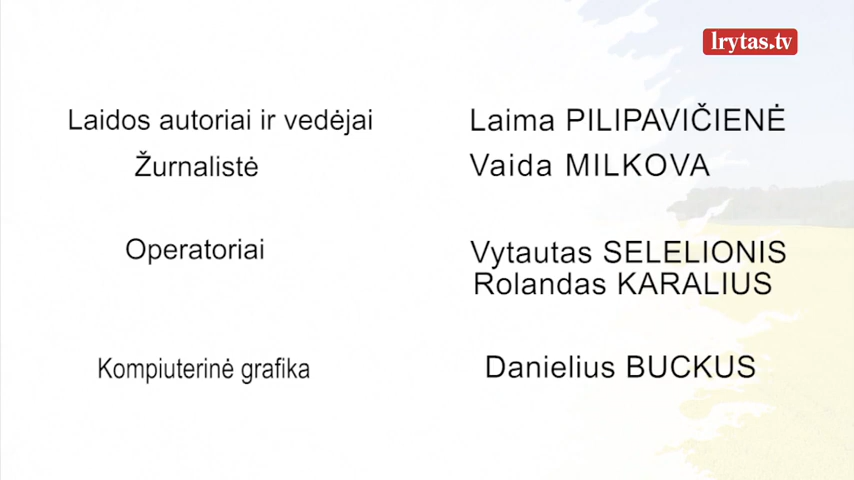 lrytas.tv
Laidos autoriai ir vedėjai Laima PILIPAVIČIENĖ
Žurnalistė Vaida MILKOVA
Operatoriai Vytautas SELELIONIS
Rolandas KARALIUS
Kompiuterinė grafika Danielius BUCKUS